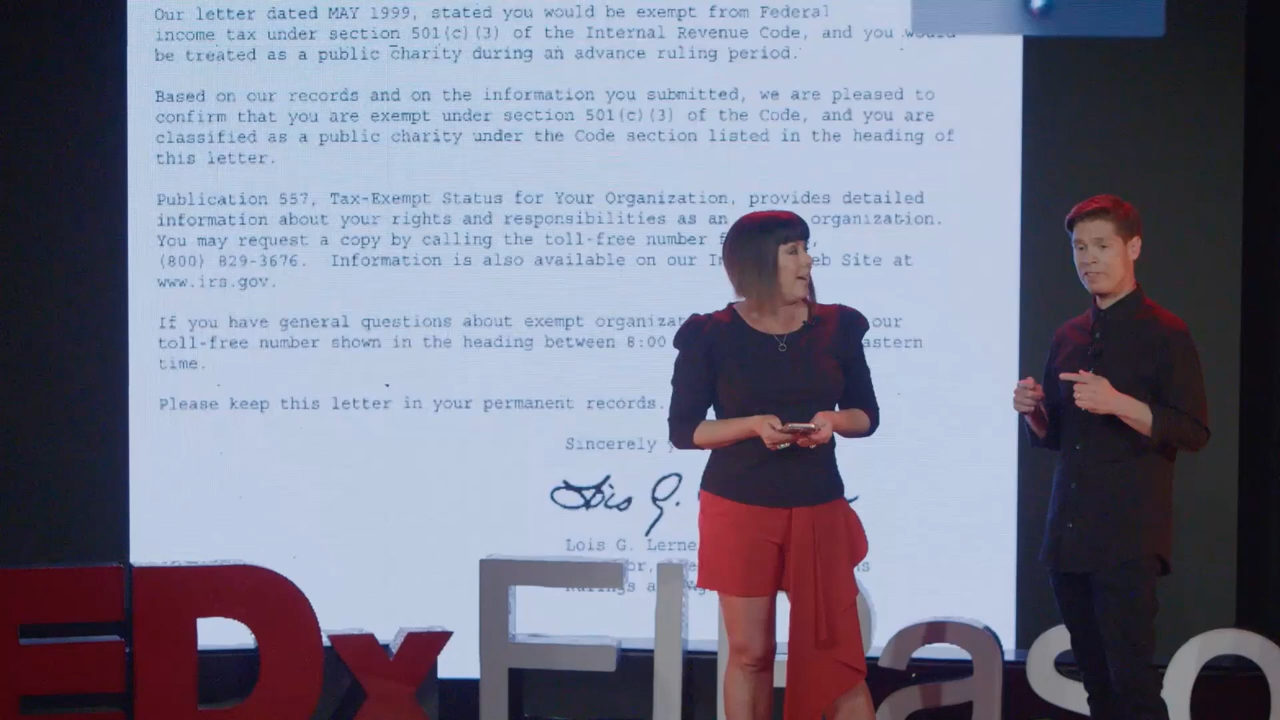 Our letter dated MAY 1999, stated you would be exempt from Federal
income tax under section 501(c)(3) of the Internal Revenue Code, and you would
be treated as a public charity during an advance ruling period.
Based on our records and on the information you submitted, we are pleased to
confirm that you are exempt under section 501(c)(3) of the Code, and you are
classified as a public charity under the Code section listed in the heading of
this letter.
Publication 557, Tax-Exempt Status for Your Organization, provides detailed
information about your rights and responsibilities as an organization.
You may request a copy by calling the toll-free number
(800) 829-3676. Information is also available on our Web Site at
www.irs.gov.
If you have general questions about exempt our
toll-free number shown in the heading between 8:00
time.
Please keep this letter in your permanent records.
Sincerely
Lois G.
Lois G. Lerne
EDx El Paso